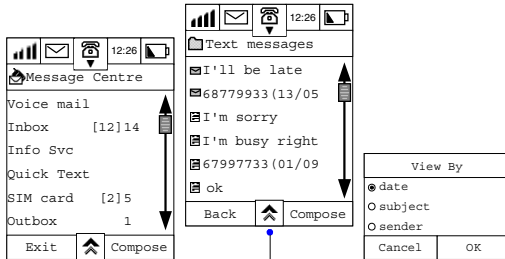 12:26
Message Centre
Voice mail
Inbox [12]14
Info Svc
Quick Text
SIM card [2]5
Outbox 1
Exit Compose
12:26
Text messages
I'll be late
68779933(13/05
I'm sorry
I'm busy right
67997733(01/09
ok
Back Compose
View By
date
subject
sender
Cancel OK